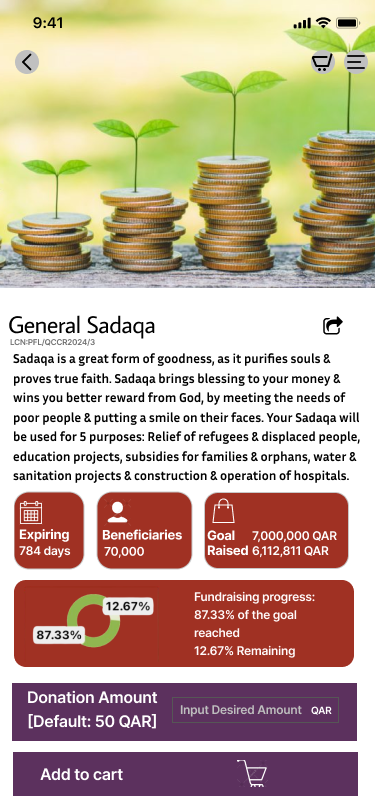 9:41
General Sadaqa
LCN:PFL/QCCR2024/3
Sadaqa is a great form of goodness, as it purifies souls &
proves true faith. Sadaqa brings blessing to your money &
wins you better reward from God, by meeting the needs of
poor people & putting a smile on their faces. Your Sadaqa will
be used for 5 purposes: Relief of refugees & displaced people,
education projects, subsidies for families & orphans, water &
sanitation projects & construction & operation of hospitals.
Expiring
784 days
Beneficiaries
70,000
Goal 7,000,000 QAR
Raised 6,112,811 QAR
12.67%
87.33%
Fundraising progress:
87.33% of the goal
reached
12.67% Remaining
Donation Amount
[Default: 50 QAR]
Input Desired Amount QAR
Add to cart